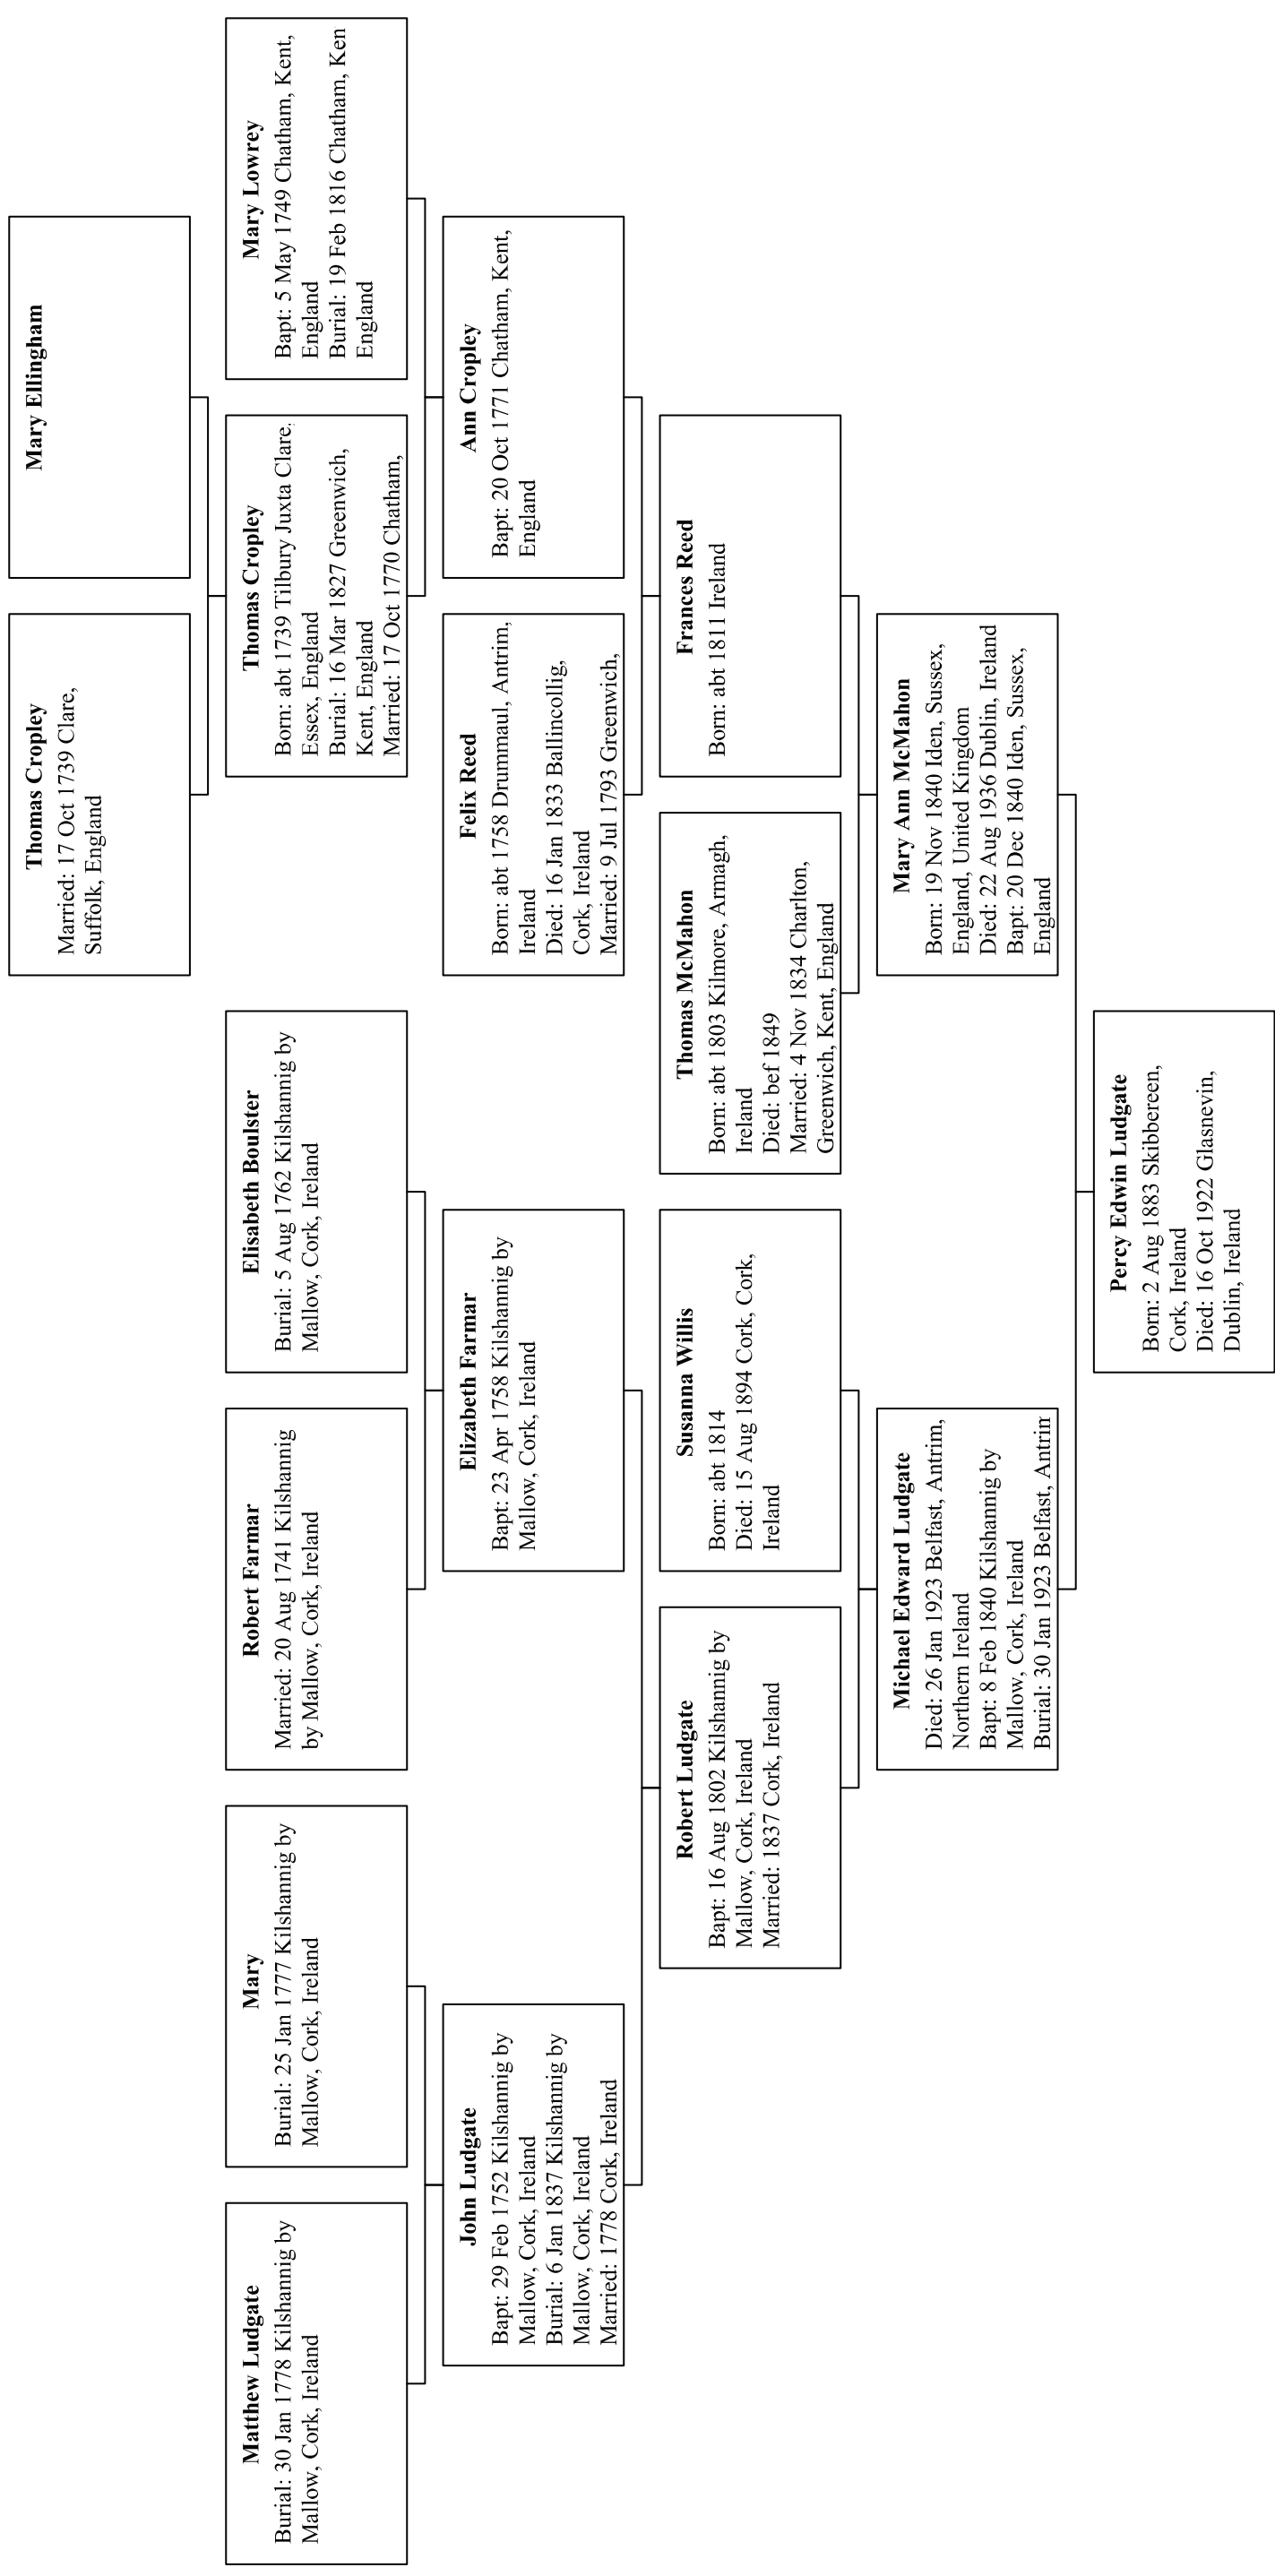 Thomas Cropley
Married: 17 Oct 1739 Clare,
Suffolk, England
Mary Ellingham
Matthew Ludgate
Burial: 30 Jan 1778 Kilshannig by
Mallow, Cork, Ireland
Mary
Burial: 25 Jan 1777 Kilshannig by
Mallow, Cork, Ireland
Robert Farmar
Married: 20 Aug 1741 Kilshannig
by Mallow, Cork, Ireland
Elisabeth Boulster
Burial: 5 Aug 1762 Kilshannig by
Mallow, Cork, Ireland
Thomas Cropley
Born: abt 1739 Tilbury Juxta Clare,
Essex, England
Burial: 16 Mar 1827 Greenwich,
Kent, England
Married: 17 Oct 1770 Chatham,
Mary Lowrey
Bapt: 5 May 1749 Chatham, Kent,
England
Burial: 19 Feb 1816 Chatham, Ken
England
John Ludgate
Bapt: 29 Feb 1752 Kilshannig by
Mallow, Cork, Ireland
Burial: 6 Jan 1837 Kilshannig by
Mallow, Cork, Ireland
Married: 1778 Cork, Ireland
Elizabeth Farmar
Bapt: 23 Apr 1758 Kilshannig by
Mallow, Cork, Ireland
Felix Reed
Born: abt 1758 Drummaul, Antrim,
Ireland
Died: 16 Jan 1833 Ballincollig,
Cork, Ireland
Married: 9 Jul 1793 Greenwich,
Ann Cropley
Bapt: 20 Oct 1771 Chatham, Kent,
England
Robert Ludgate
Bapt: 16 Aug 1802 Kilshannig by
Mallow, Cork, Ireland
Married: 1837 Cork, Ireland
Susanna Willis
Born: abt 1814
Died: 15 Aug 1894 Cork, Cork,
Ireland
Thomas McMahon
Born: abt 1803 Kilmore, Armagh,
Ireland
Died: bef 1849
Married: 4 Nov 1834 Charlton,
Greenwich, Kent, England
Frances Reed
Born: abt 1811 Ireland
Michael Edward Ludgate
Died: 26 Jan 1923 Belfast, Antrim,
Northern Ireland
Bapt: 8 Feb 1840 Kilshannig by
Mallow, Cork, Ireland
Burial: 30 Jan 1923 Belfast, Antrim
Mary Ann McMahon
Born: 19 Nov 1840 Iden, Sussex,
England, United Kingdom
Died: 22 Aug 1936 Dublin, Ireland
Bapt: 20 Dec 1840 Iden, Sussex,
England
Percy Edwin Ludgate
Born: 2 Aug 1883 Skibbereen,
Cork, Ireland
Died: 16 Oct 1922 Glasnevin,
Dublin, Ireland